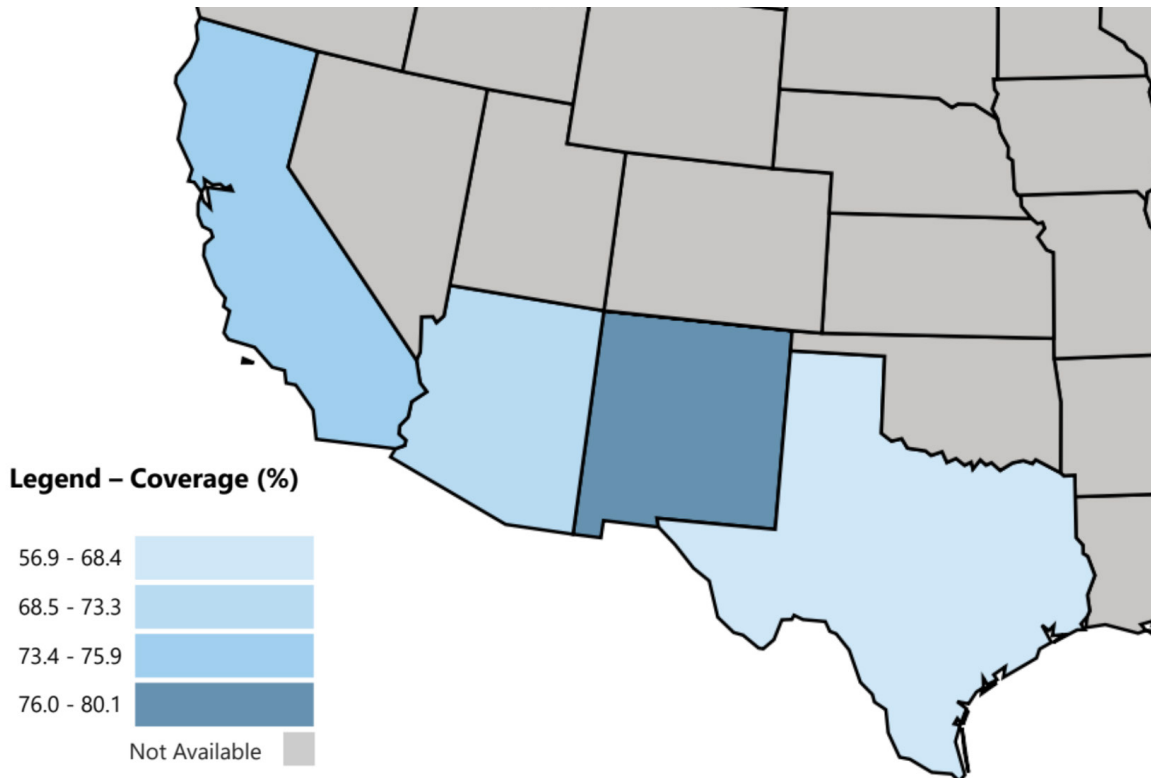 Legend – Coverage (%)
56.9 - 68.4
68.5 - 73.3
73.4 - 75.9
76.0 - 80.1
Not Available